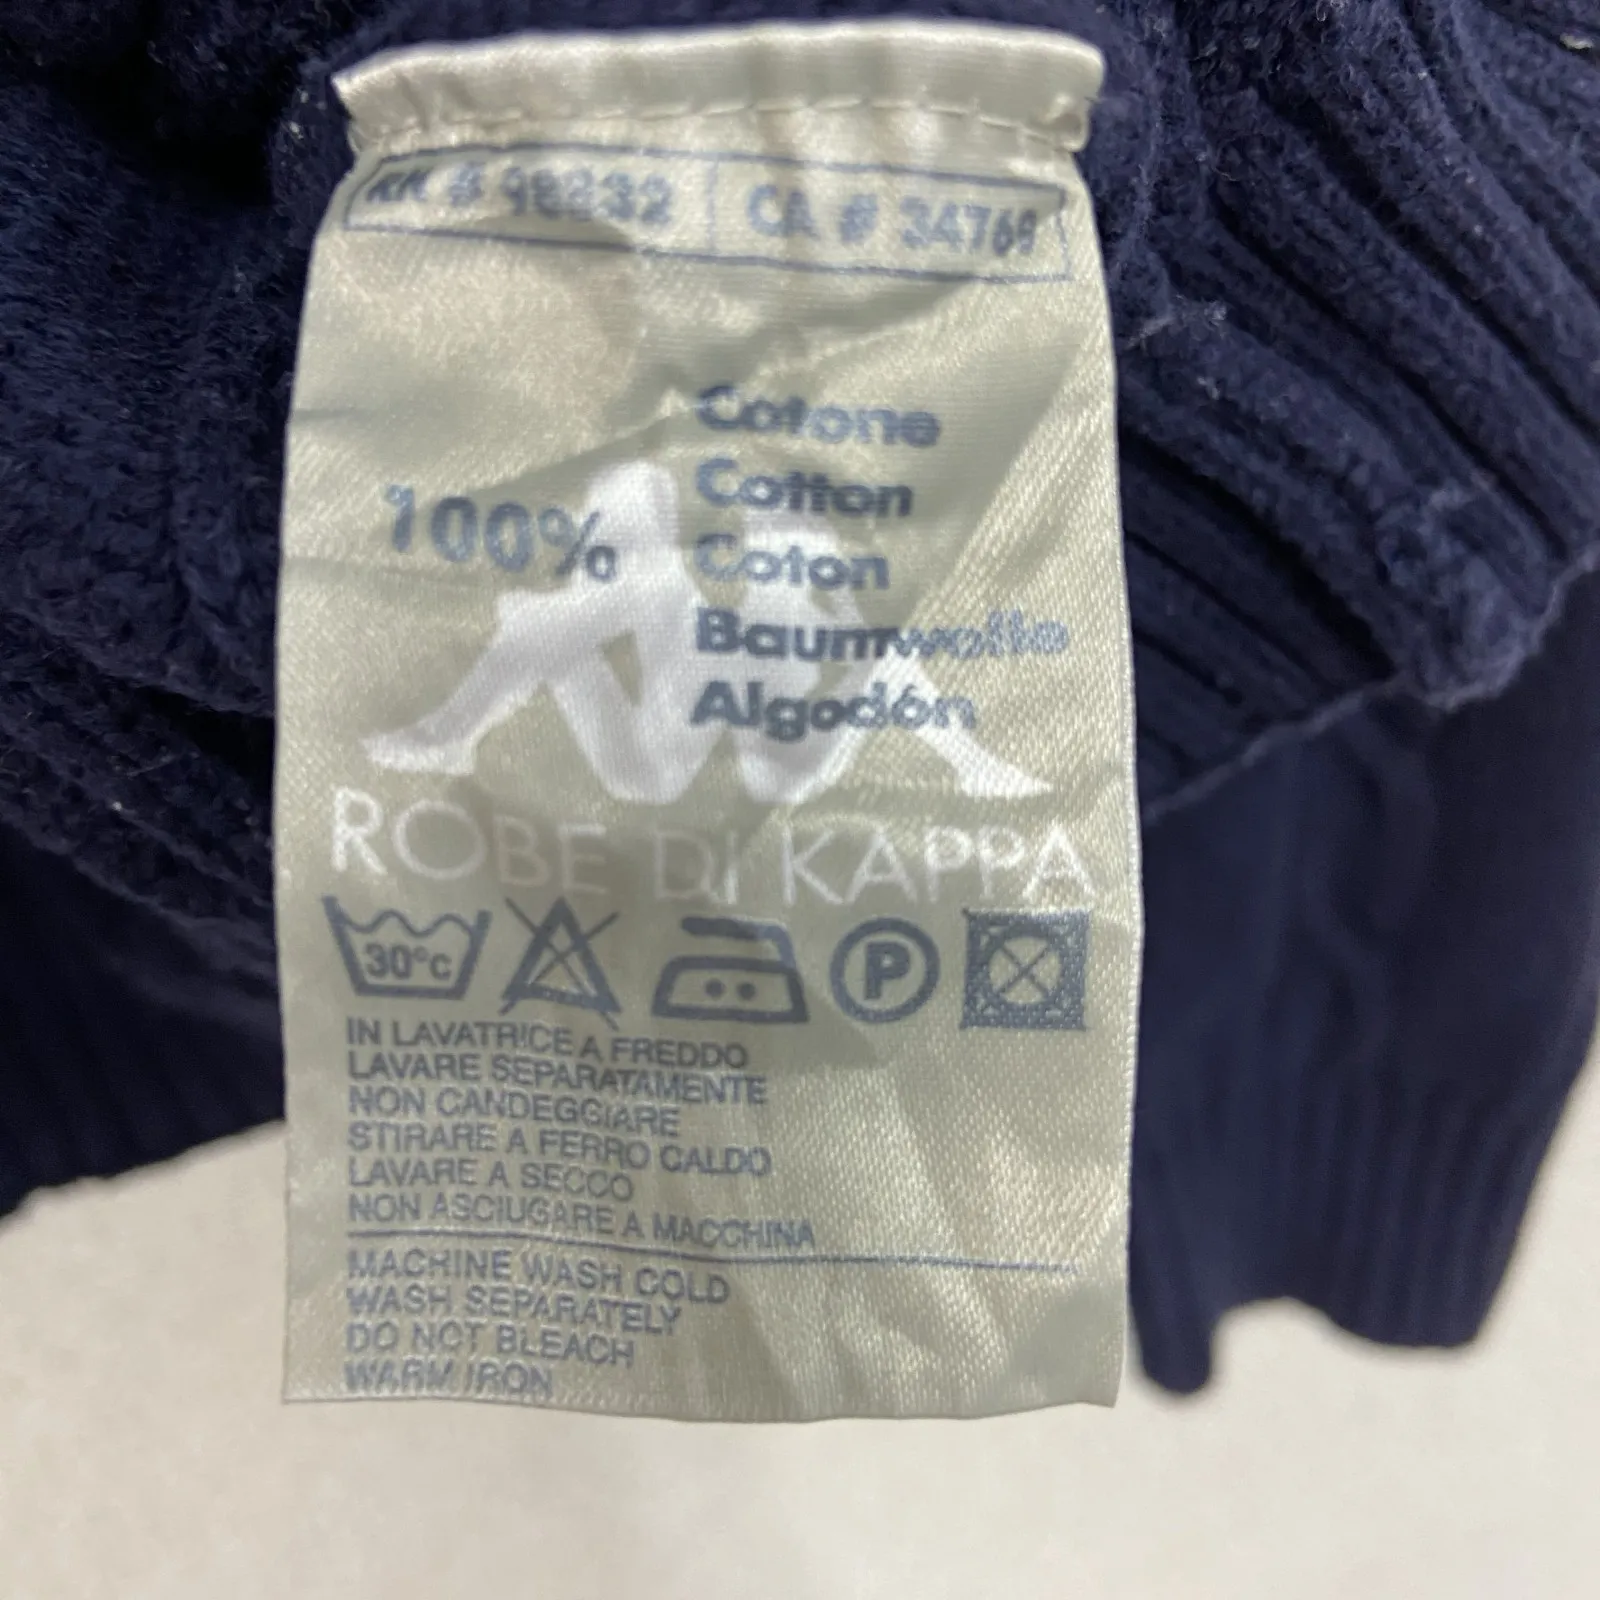 RN # 98832 CA # 34769
100%
Cotone
Cotton
Coton
Baumwolle
Algodón
ROBE DI KAPPA
30°C P
IN LAVATRICE A FREDDO
LAVARE SEPARATAMENTE
NON CANDEGGIARE
STIRARE A FERRO CALDO
LAVARE A SECCO
NON ASCIUGARE A MACCHINA
MACHINE WASH COLD
WASH SEPARATELY
DO NOT BLEACH
WARM IRON